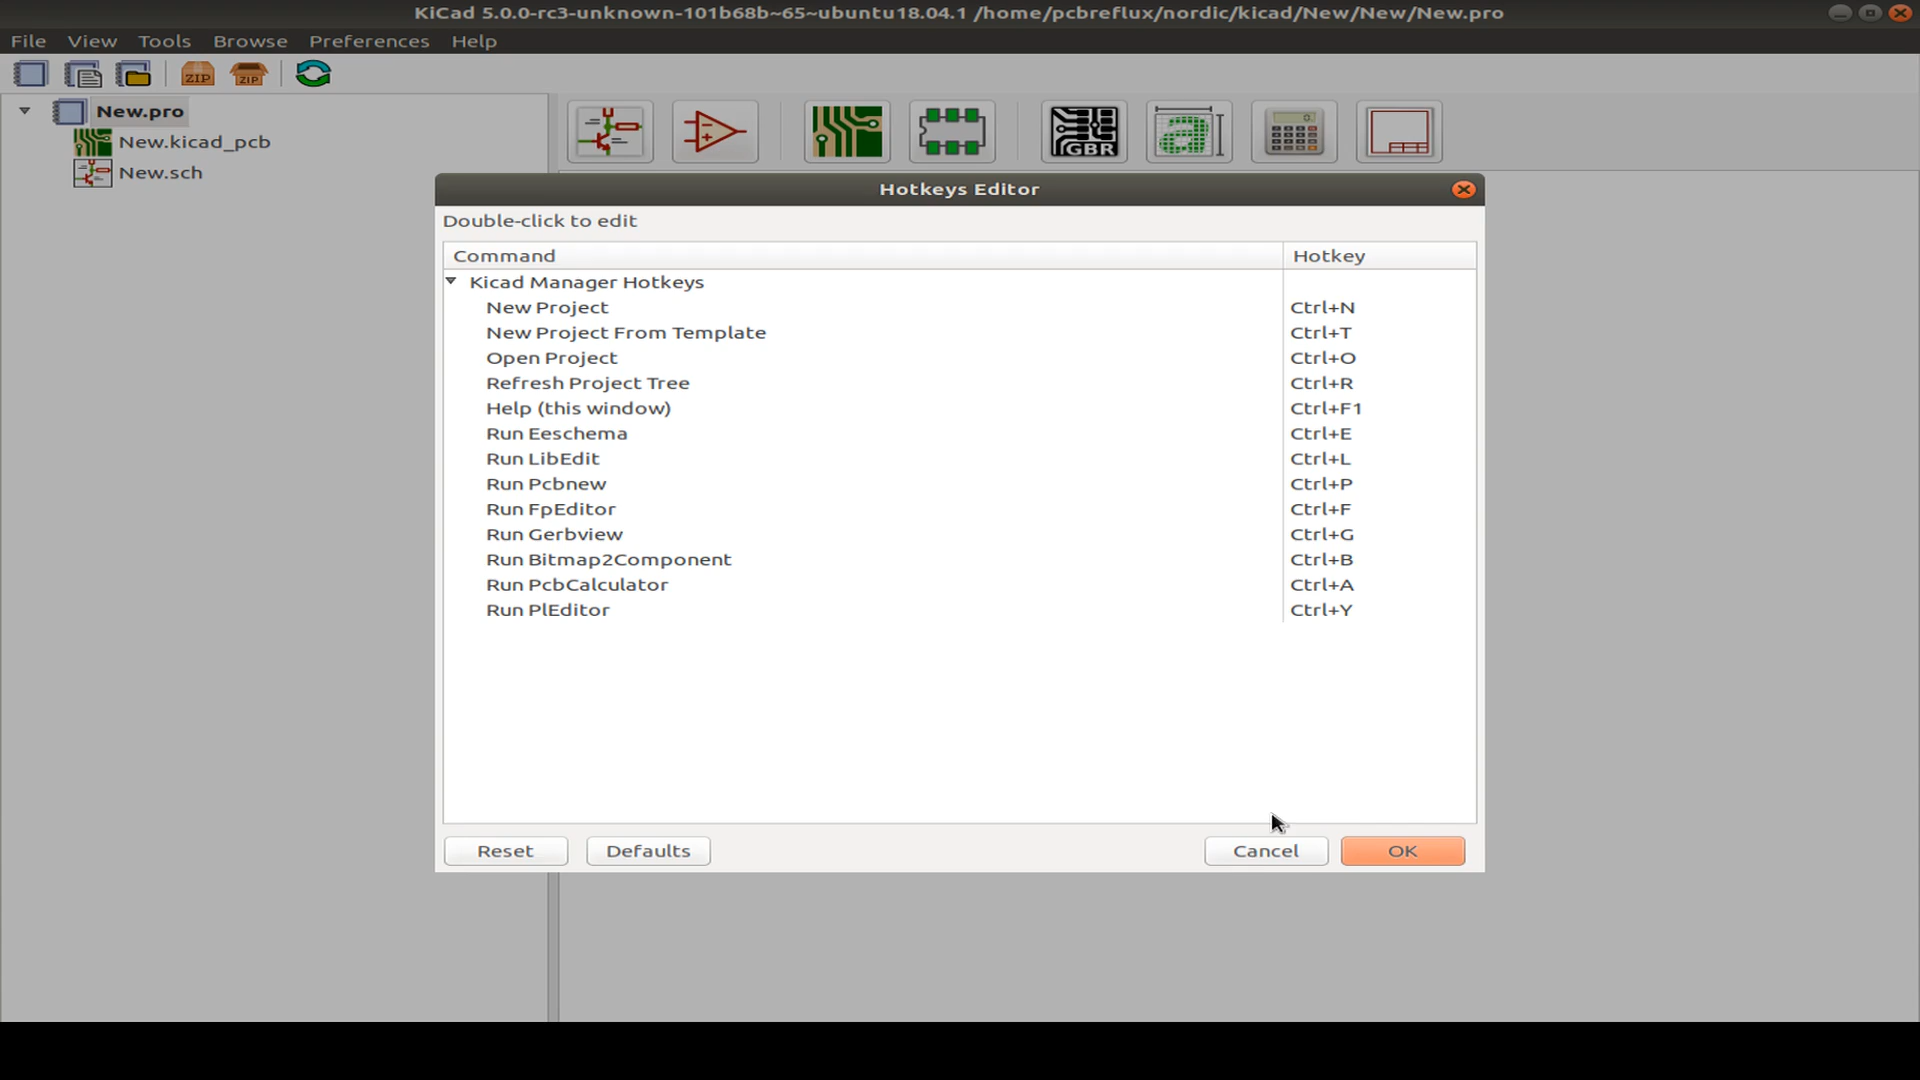 KiCad 5.0.0-rc3-unknown-101b68b~65~ubuntu18.04.1 /home/pcbreflux/nordic/kicad/New/New/New.pro
File View Tools Browse Preferences Help
ZIP ZIP
New.pro
New.kicad_pcb
New.sch
GBR a 0.
Hotkeys Editor
Double-click to edit
Command Hotkey
Kicad Manager Hotkeys
New Project Ctrl+N
New Project From Template Ctrl+T
Open Project Ctrl+O
Refresh Project Tree Ctrl+R
Help (this window) Ctrl+F1
Run Eeschema Ctrl+E
Run LibEdit Ctrl+L
Run Pcbnew Ctrl+P
Run FpEditor Ctrl+F
Run Gerbview Ctrl+G
Run Bitmap2Component Ctrl+B
Run PcbCalculator Ctrl+A
Run PlEditor Ctrl+Y
Reset Defaults Cancel OK